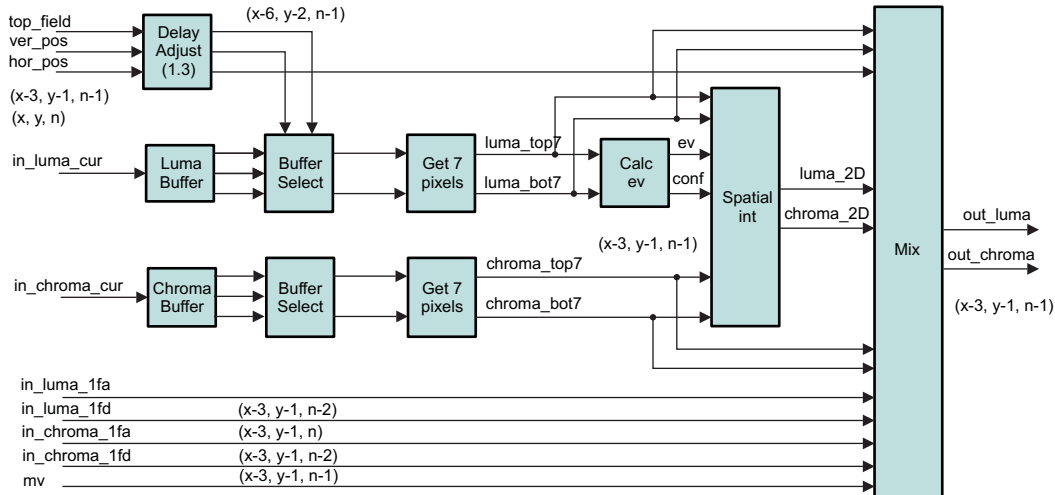 top_field
ver_pos
hor_pos
Delay
Adjust
(1.3)
(x-6, y-2, n-1)
(x-3, y-1, n-1)
(x, y, n)
in_luma_cur
Luma
Buffer
Buffer
Select
Get 7
pixels
luma_top7
luma_bot7
Calc
ev
ev
conf
Spatial
int
luma_2D
chroma_2D
Mix
out_luma
out_chroma
(x-3, y-1, n-1)
(x-3, y-1, n-1)
in_chroma_cur
Chroma
Buffer
Buffer
Select
Get 7
pixels
chroma_top7
chroma_bot7
in_luma_1fa
in_luma_1fd
(x-3, y-1, n-2)
in_chroma_1fa
(x-3, y-1, n)
in_chroma_1fd
(x-3, y-1, n-2)
mv
(x-3, y-1, n-1)